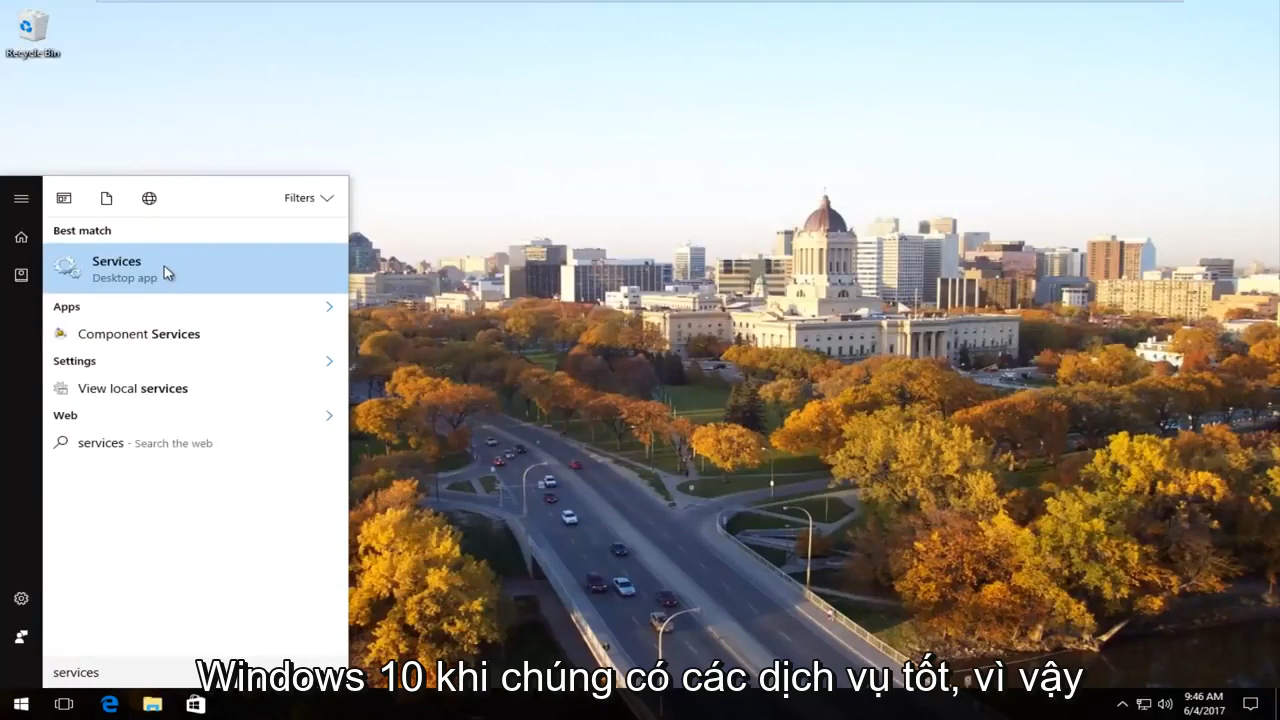 Recycle Bin
Filters
Best match
Services
Desktop app
Apps
Component Services
Settings
View local services
Web
services - Search the web
services
Windows 10 khi chúng có các dịch vụ tốt, vì vậy
9:46 AM
6/4/2017